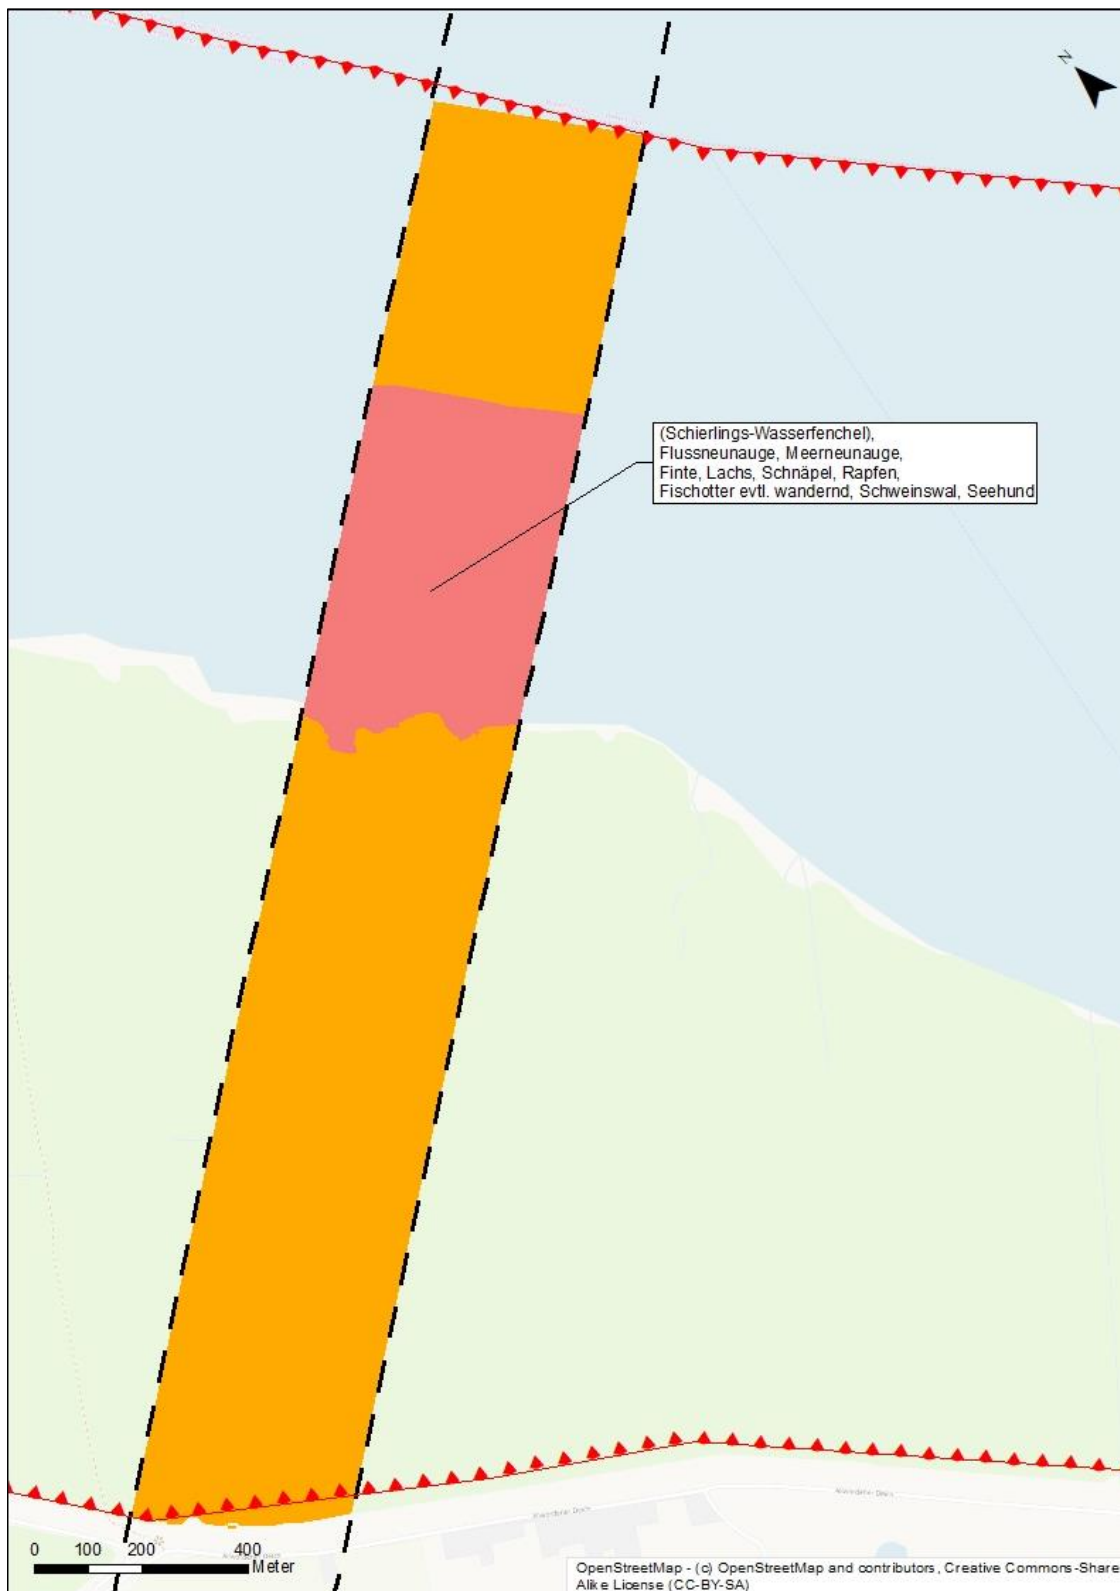 N
(Schierlings-Wasserfenchel),
Flussneunauge, Meerneunauge,
Finte, Lachs, Schnäpel, Rapfen,
Fischotter evtl. wandernd, Schweinswal, Seehund
0 100 200 400
Meter
OpenStreetMap - (c) OpenStreetMap and contributors, Creative Commons-Share
Alike License (CC-BY-SA)